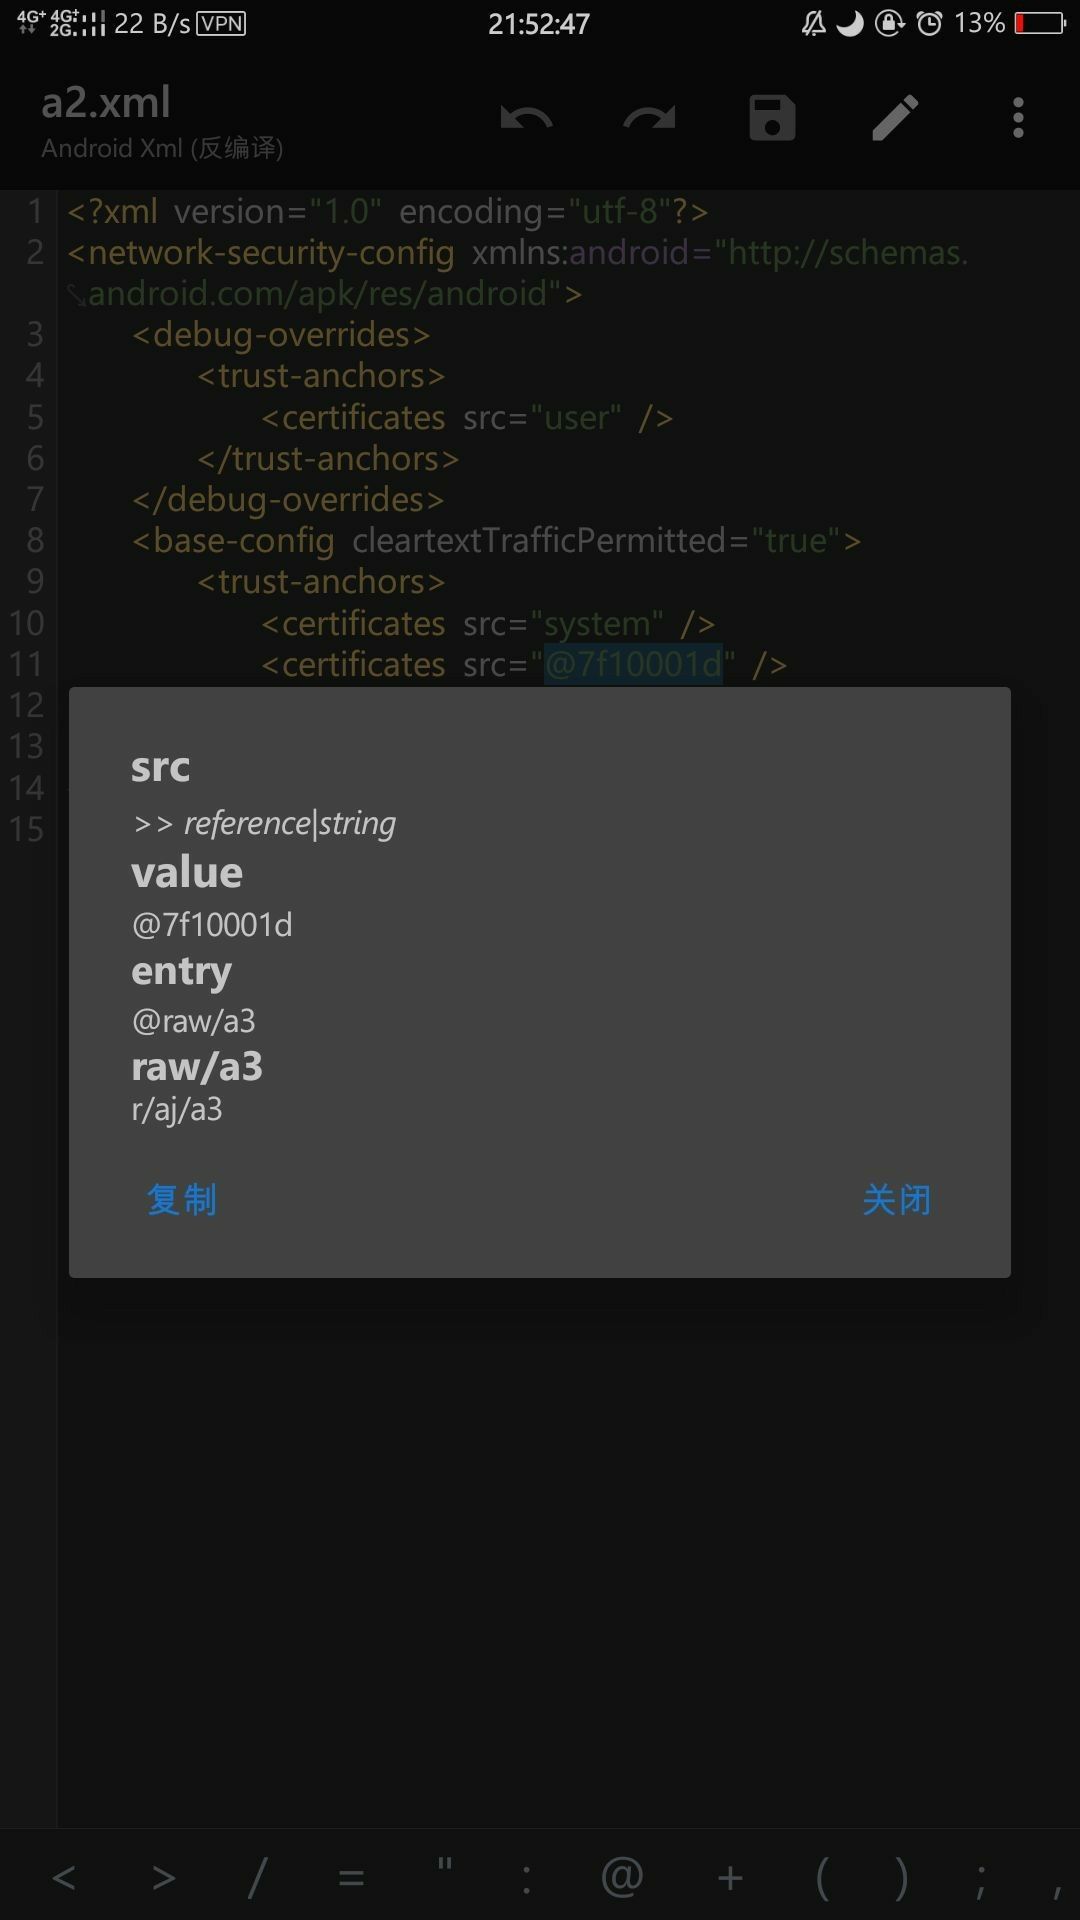 4G+ 4G+ 2G 22 B/s VPN 21:52:47 13%
a2.xml
Android Xml (反编译)
1 <?xml version="1.0" encoding="utf-8"?>
2 <network-security-config xmlns:android="http://schemas.
android.com/apk/res/android">
3 <debug-overrides>
4 <trust-anchors>
5 <certificates src="user" />
6 </trust-anchors>
7 </debug-overrides>
8 <base-config cleartextTrafficPermitted="true">
9 <trust-anchors>
10 <certificates src="system" />
11 <certificates src="@7f10001d" />
12
13
14
15
src
>> reference|string
value
@7f10001d
entry
@raw/a3
raw/a3
r/aj/a3
复制 关闭
< > / = " : @ + ( ) ; ,